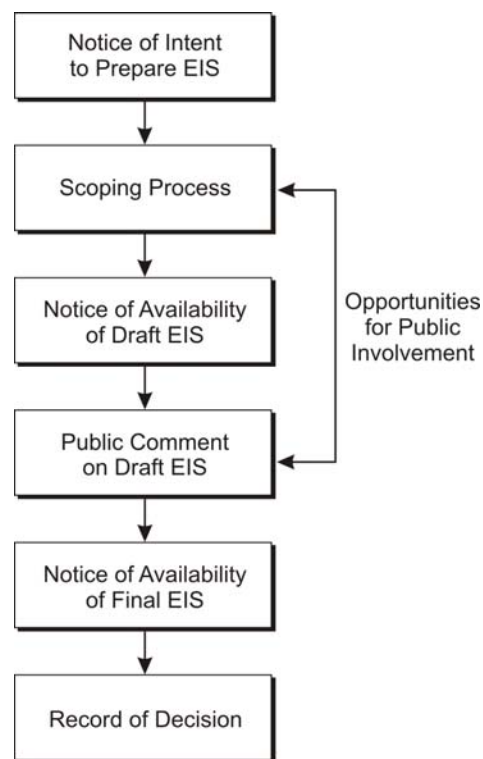 Notice of Intent
to Prepare EIS
Scoping Process
Notice of Availability
of Draft EIS
Opportunities
for Public
Involvement
Public Comment
on Draft EIS
Notice of Availability
of Final EIS
Record of Decision